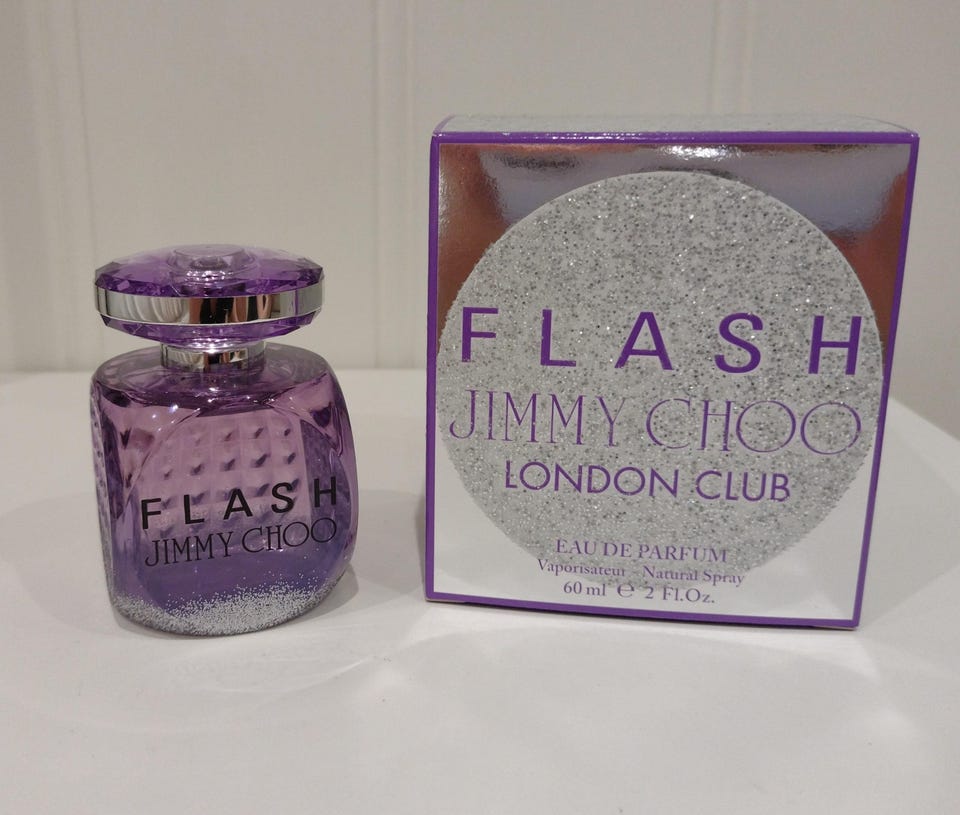 FLASH
JIMMY CHOO
FLASH
JIMMY CHOO
LONDON CLUB
EAU DE PARFUM
Vaporisateur Natural Spray
60 ml ℮ 2 Fl.Oz.